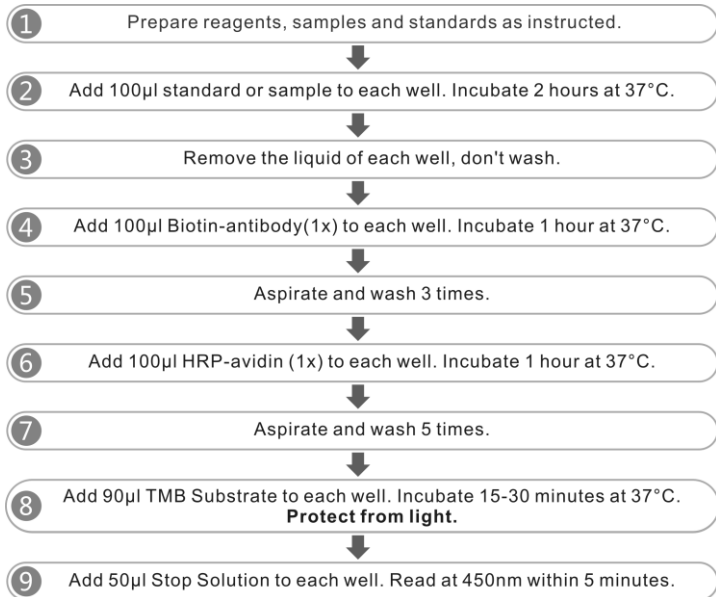 1 Prepare reagents, samples and standards as instructed.
2 Add 100µl standard or sample to each well. Incubate 2 hours at 37°C.
3 Remove the liquid of each well, don't wash.
4 Add 100µl Biotin-antibody(1x) to each well. Incubate 1 hour at 37°C.
5 Aspirate and wash 3 times.
6 Add 100µl HRP-avidin (1x) to each well. Incubate 1 hour at 37°C.
7 Aspirate and wash 5 times.
8 Add 90µl TMB Substrate to each well. Incubate 15-30 minutes at 37°C.
Protect from light.
9 Add 50µl Stop Solution to each well. Read at 450nm within 5 minutes.